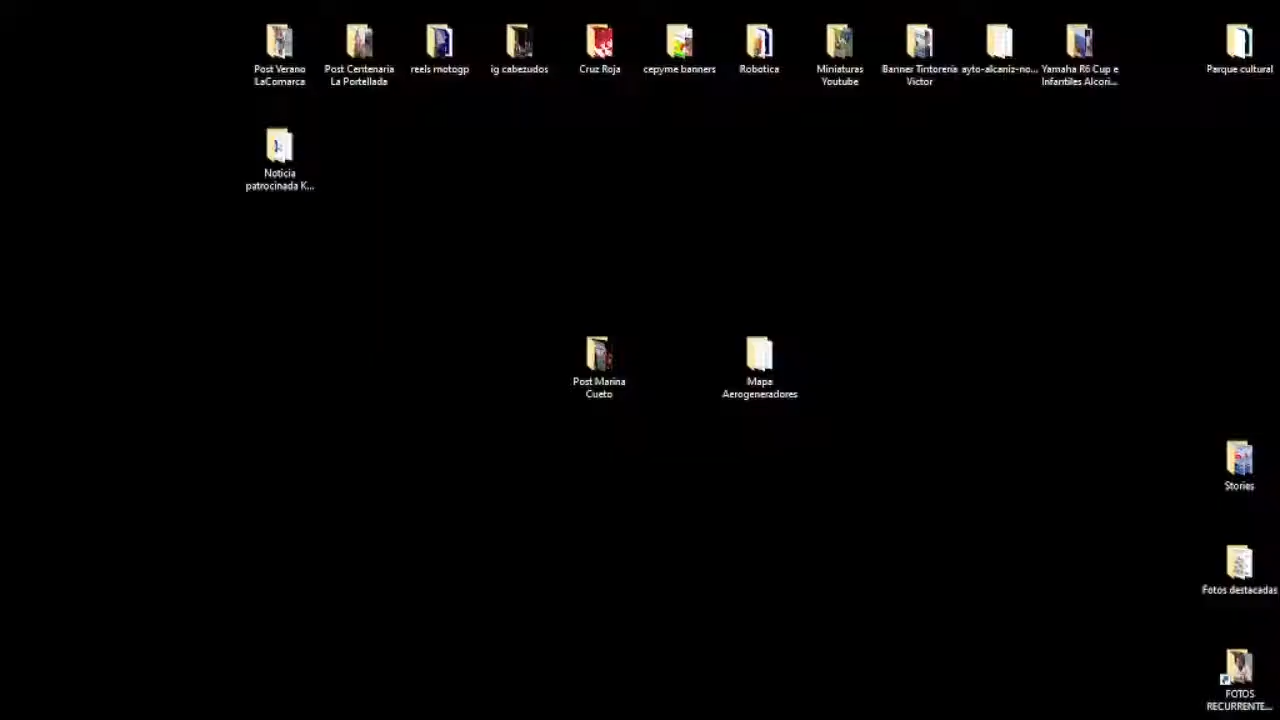 Post Verano
LaComarca
Post Centenaria
La Portellada
reels motogp
ig cabezudos
Cruz Roja
cepyme banners
Robotica
Miniaturas
Youtube
Banner Tintorería
Victor
ayto-alcaniz-no...
Yamaha R6 Cup e
Infantiles Alcori...
Parque cultural
Noticia
patrocinada K...
Post Marina
Cueto
Mapa
Aerogeneradores
Stories
Fotos destacadas
FOTOS
RECURRENTE...